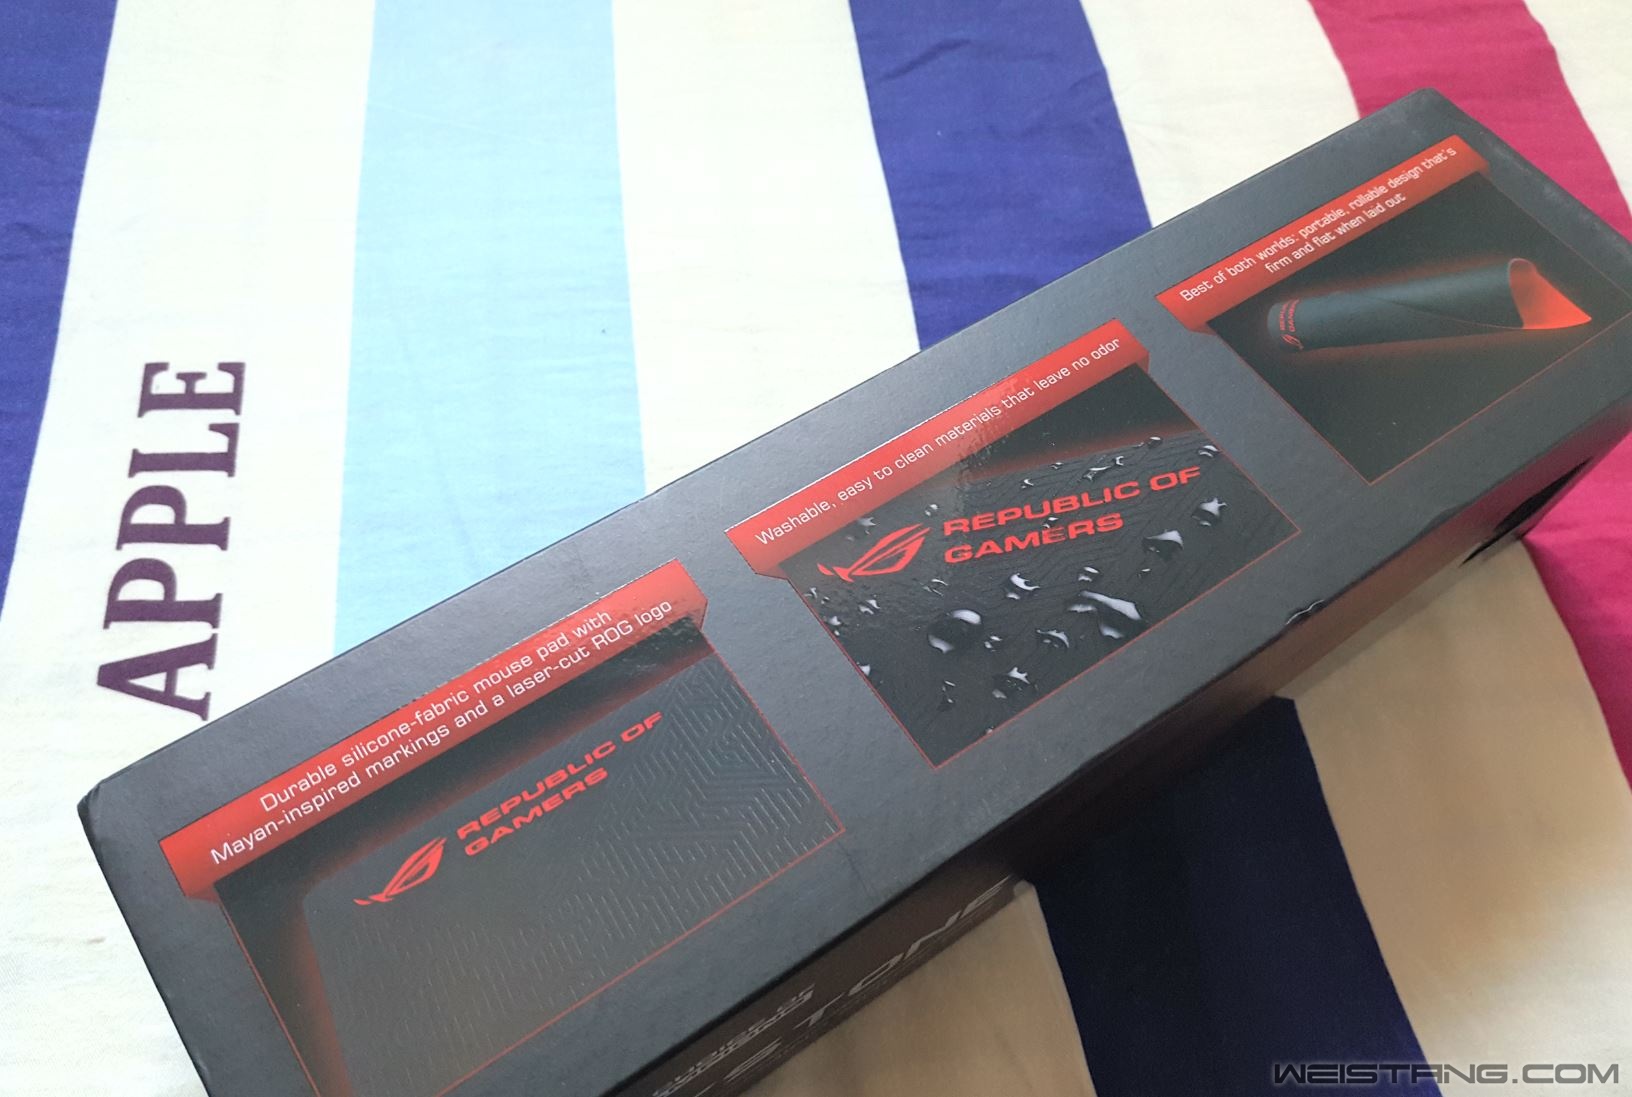 APPLE
Durable silicone-fabric mouse pad with
Mayan-inspired markings and a laser-cut ROG logo
REPUBLIC OF
GAMERS
Washable, easy to clean materials that leave no odor
REPUBLIC OF
GAMERS
Best of both worlds: portable, rollable design that's
firm and flat when laid out
WEISTANG.COM